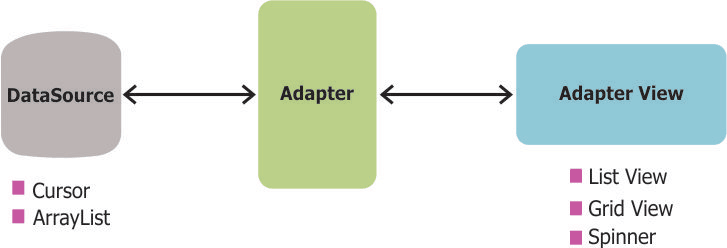 DataSource
Adapter
Adapter View
Cursor
ArrayList
List View
Grid View
Spinner